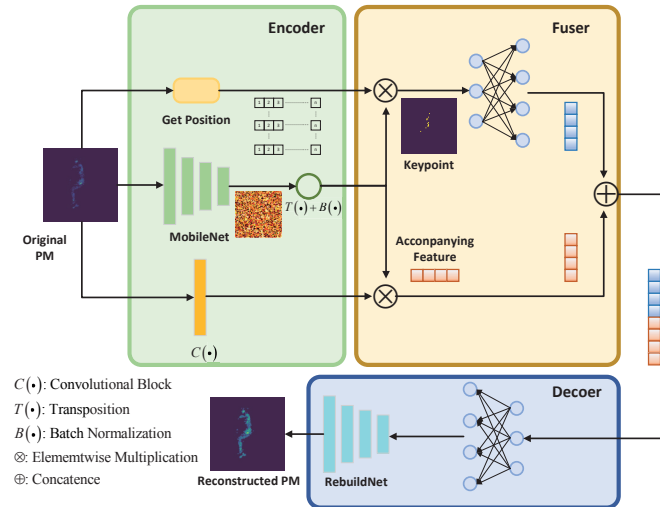 Encoder
Fuser
Get Position
1 2 3 n
1 2 3 n
1 2 3 n
Keypoint
Original
PM
MobileNet
T(•)+B(•)
Acconpanying
Feature
C(•)
C(•): Convolutional Block
T(•): Transposition
B(•): Batch Normalization
⊗: Elememtwise Multiplication
⊕: Concatence
Decoer
Reconstructed PM
RebuildNet